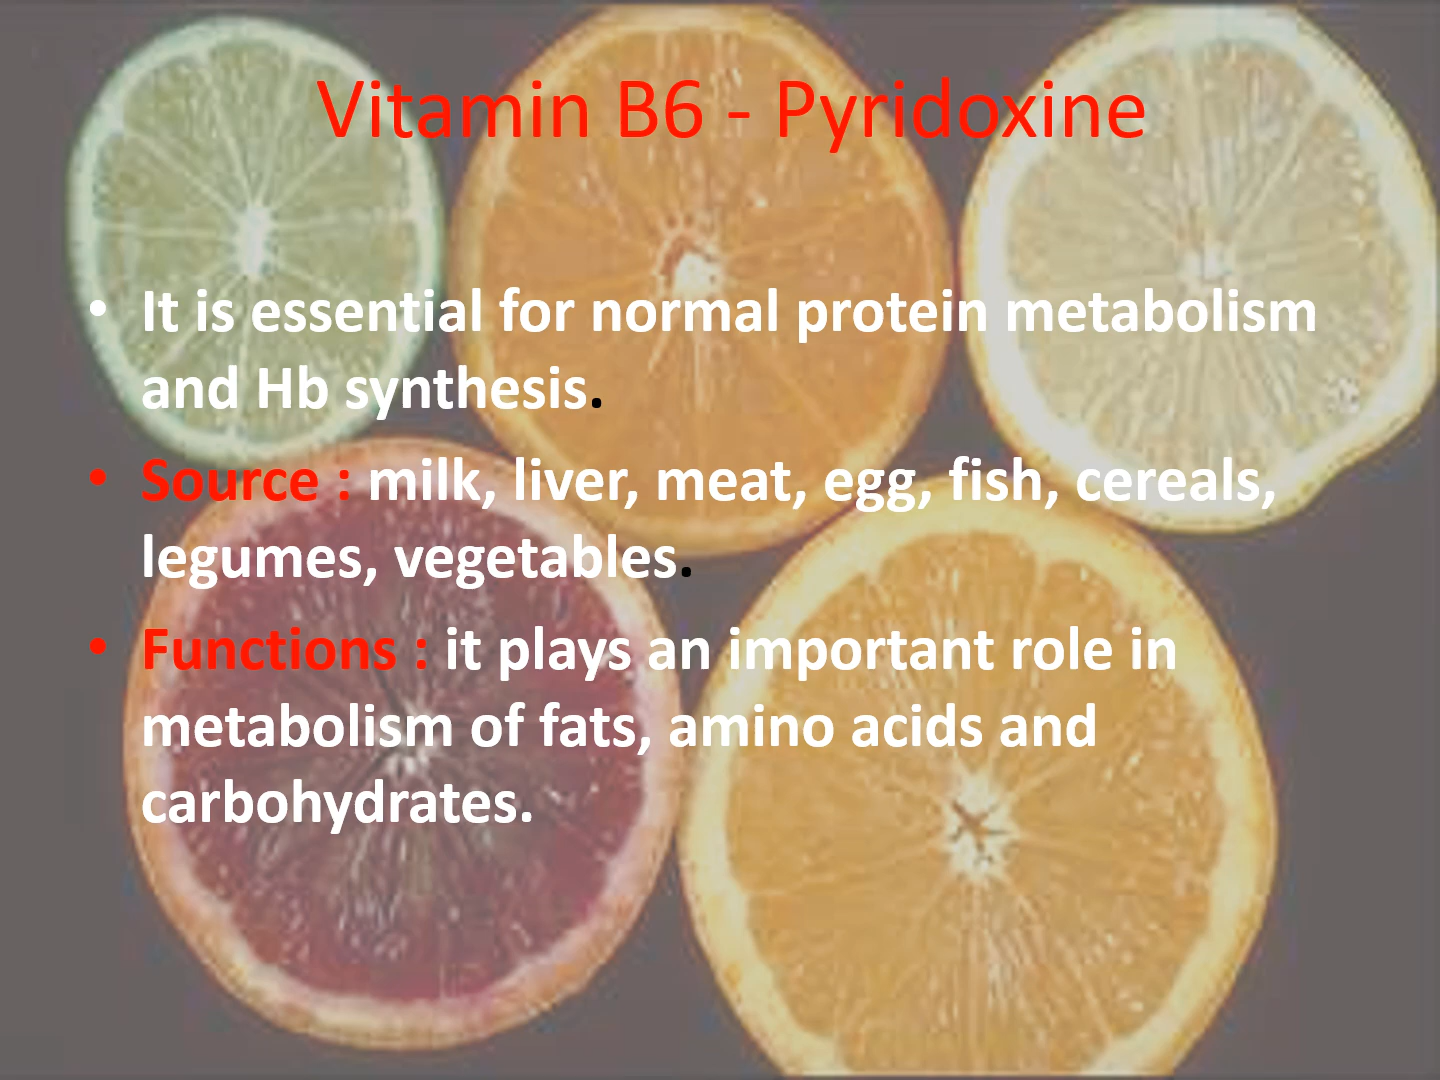 Vitamin B6 - Pyridoxine
• It is essential for normal protein metabolism
and Hb synthesis.
• Source : milk, liver, meat, egg, fish, cereals,
legumes, vegetables.
• Functions : it plays an important role in
metabolism of fats, amino acids and
carbohydrates.